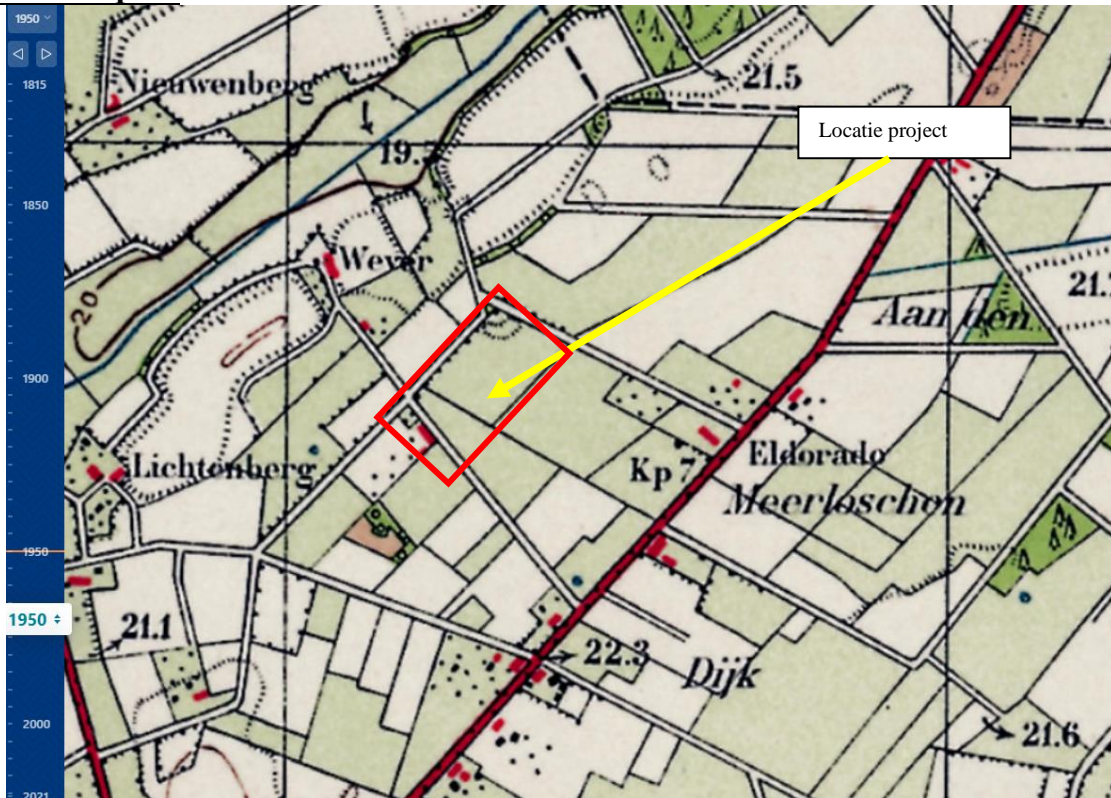 1950
1815
1850
1900
1950
1950
2000
2021
Nieuwenberg
21.5
Locatie project
Wever
20
21.
Aan den
Lichtenberg
Kp 7
Eldorado
Meerloschen
21.1
22.3
Dijk
21.6